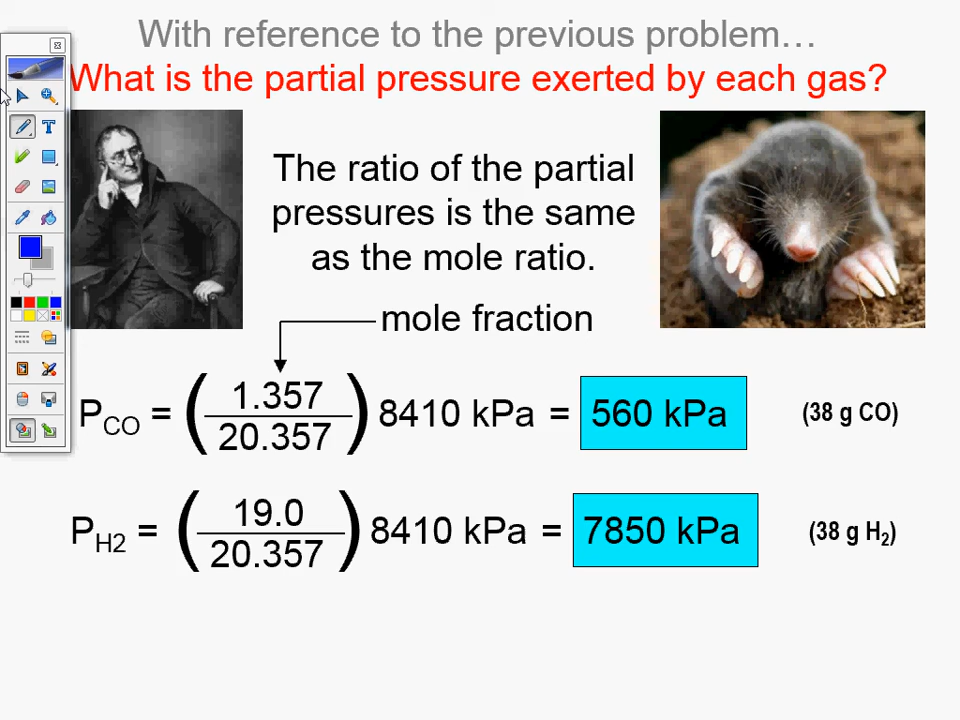 With reference to the previous problem…
What is the partial pressure exerted by each gas?
The ratio of the partial
pressures is the same
as the mole ratio.
mole fraction
P_CO = (1.357/20.357) 8410 kPa = 560 kPa (38 g CO)
P_H2 = (19.0/20.357) 8410 kPa = 7850 kPa (38 g H₂)
T